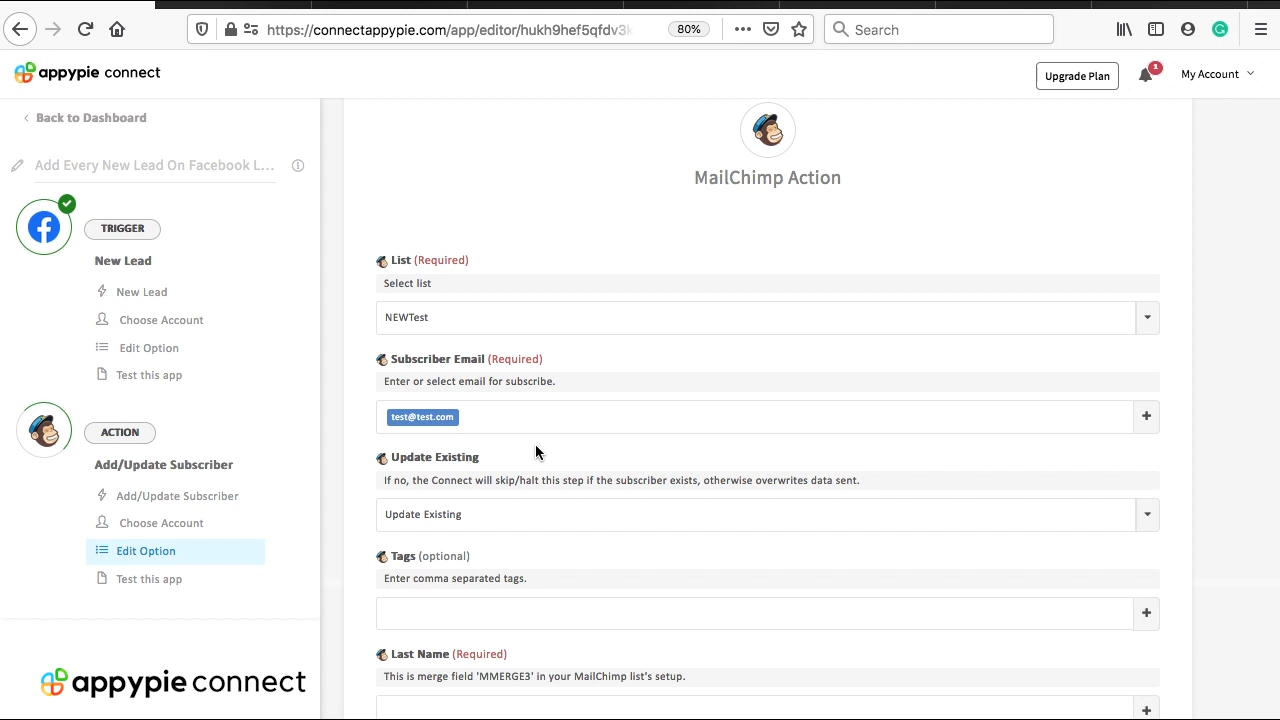 https://connectappypie.com/app/editor/hukh9hef5qfdv3k
80%
Search
appypie connect
Upgrade Plan
1
My Account
Back to Dashboard
Add Every New Lead On Facebook L...
TRIGGER
New Lead
New Lead
Choose Account
Edit Option
Test this app
ACTION
Add/Update Subscriber
Add/Update Subscriber
Choose Account
Edit Option
Test this app
appypie connect
MailChimp Action
List (Required)
Select list
NEWTest
Subscriber Email (Required)
Enter or select email for subscribe.
test@test.com
Update Existing
If no, the Connect will skip/halt this step if the subscriber exists, otherwise overwrites data sent.
Update Existing
Tags (optional)
Enter comma separated tags.
Last Name (Required)
This is merge field 'MMERGE3' in your MailChimp list's setup.